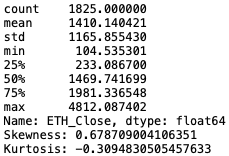 count    1825.000000
mean     1410.140421
std      1165.855430
min       104.535301
25%       233.086700
50%      1469.741699
75%      1981.336548
max      4812.087402
Name: ETH_Close, dtype: float64
Skewness: 0.678709004106351
Kurtosis: -0.3094830505457633